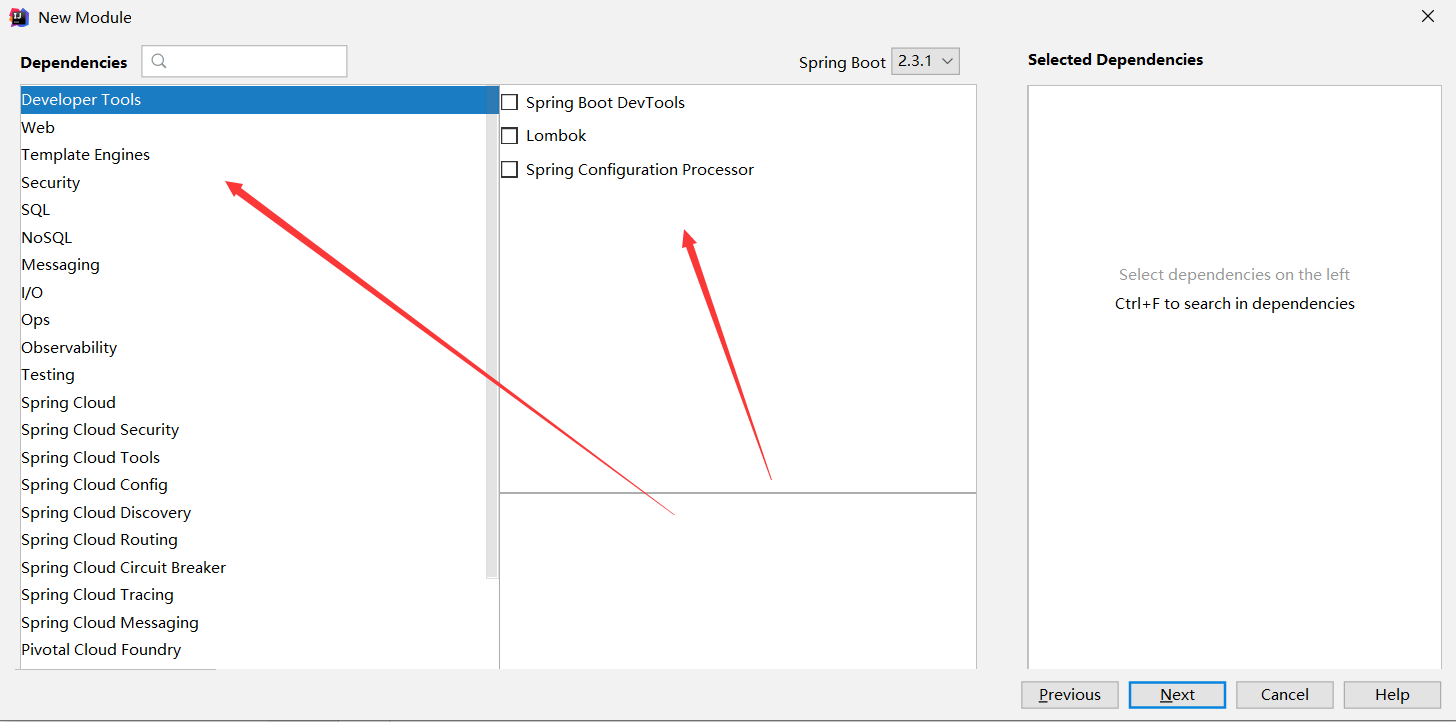 New Module
Dependencies
Spring Boot 2.3.1
Selected Dependencies
Developer Tools
Web
Template Engines
Security
SQL
NoSQL
Messaging
I/O
Ops
Observability
Testing
Spring Cloud
Spring Cloud Security
Spring Cloud Tools
Spring Cloud Config
Spring Cloud Discovery
Spring Cloud Routing
Spring Cloud Circuit Breaker
Spring Cloud Tracing
Spring Cloud Messaging
Pivotal Cloud Foundry
Spring Boot DevTools
Lombok
Spring Configuration Processor
Select dependencies on the left
Ctrl+F to search in dependencies
Previous
Next
Cancel
Help